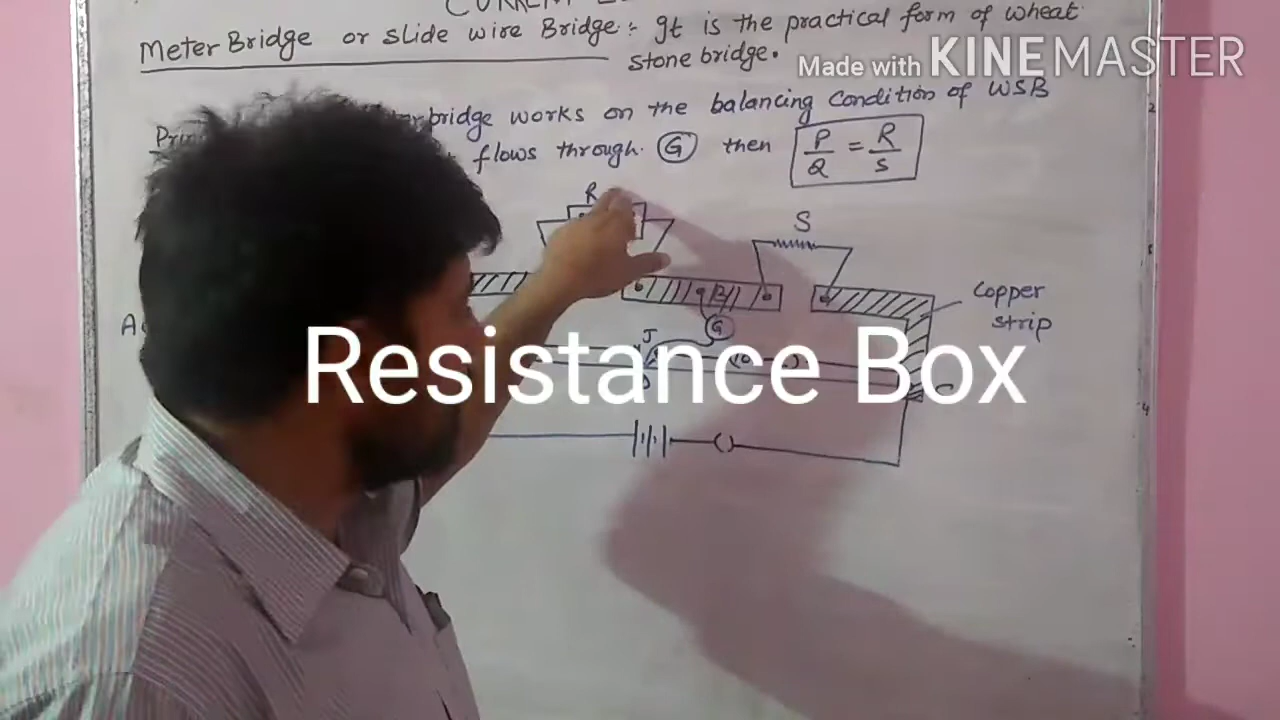 CURRENT
Meter Bridge or slide wire Bridge :- It is the practical form of wheat
stone bridge.
Made with KINEMASTER
bridge works on the balancing condition of WSB
flows through G then P/Q = R/S
R
S
copper
strip
B
G
J
D
C
A
Resistance Box